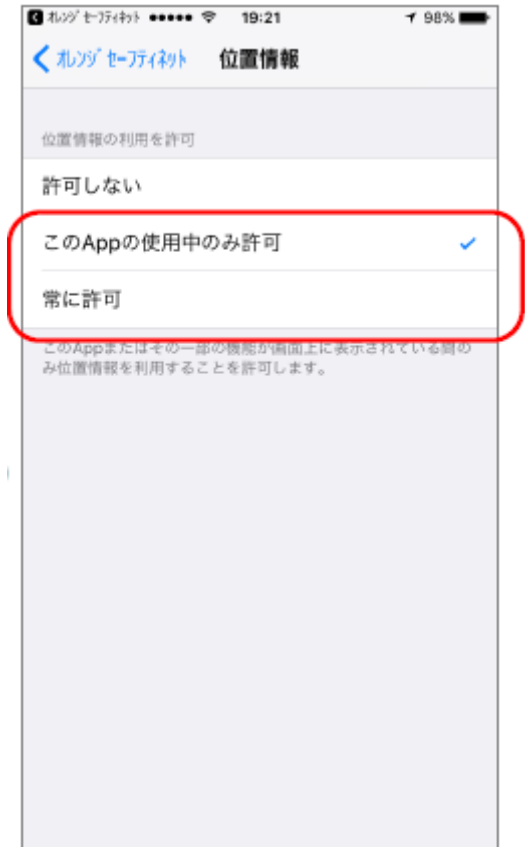 ｵﾚﾝｼﾞ ｾｰﾌﾃｨﾈｯﾄ 19:21 98%
ｵﾚﾝｼﾞ ｾｰﾌﾃｨﾈｯﾄ 位置情報
位置情報の利用を許可
許可しない
このAppの使用中のみ許可
常に許可
このAppまたはその一部の機能が画面上に表示されている間の
み位置情報を利用することを許可します。